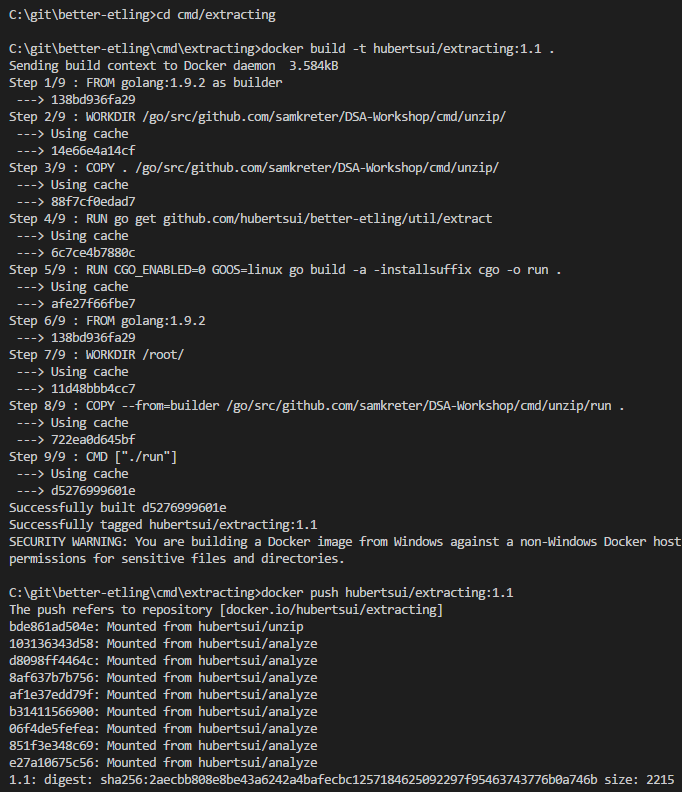 C:\git\better-etling>cd cmd/extracting
C:\git\better-etling\cmd\extracting>docker build -t hubertsui/extracting:1.1 .
Sending build context to Docker daemon  3.584kB
Step 1/9 : FROM golang:1.9.2 as builder
 ---> 138bd936fa29
Step 2/9 : WORKDIR /go/src/github.com/samkreter/DSA-Workshop/cmd/unzip/
 ---> Using cache
 ---> 14e66e4a14cf
Step 3/9 : COPY . /go/src/github.com/samkreter/DSA-Workshop/cmd/unzip/
 ---> Using cache
 ---> 88f7cf0edad7
Step 4/9 : RUN go get github.com/hubertsui/better-etling/util/extract
 ---> Using cache
 ---> 6c7ce4b7880c
Step 5/9 : RUN CGO_ENABLED=0 GOOS=linux go build -a -installsuffix cgo -o run .
 ---> Using cache
 ---> afe27f66fbe7
Step 6/9 : FROM golang:1.9.2
 ---> 138bd936fa29
Step 7/9 : WORKDIR /root/
 ---> Using cache
 ---> 11d48bbb4cc7
Step 8/9 : COPY --from=builder /go/src/github.com/samkreter/DSA-Workshop/cmd/unzip/run .
 ---> Using cache
 ---> 722ea0d645bf
Step 9/9 : CMD ["./run"]
 ---> Using cache
 ---> d5276999601e
Successfully built d5276999601e
Successfully tagged hubertsui/extracting:1.1
SECURITY WARNING: You are building a Docker image from Windows against a non-Windows Docker host
permissions for sensitive files and directories.
C:\git\better-etling\cmd\extracting>docker push hubertsui/extracting:1.1
The push refers to repository [docker.io/hubertsui/extracting]
bde861ad504e: Mounted from hubertsui/unzip
103136343d58: Mounted from hubertsui/analyze
d8098ff4464c: Mounted from hubertsui/analyze
8af637b7b756: Mounted from hubertsui/analyze
af1e37edd79f: Mounted from hubertsui/analyze
b31411566900: Mounted from hubertsui/analyze
06f4de5fefea: Mounted from hubertsui/analyze
851f3e348c69: Mounted from hubertsui/analyze
e27a10675c56: Mounted from hubertsui/analyze
1.1: digest: sha256:2aecbb808e8be43a6242a4bafecbc1257184625092297f95463743776b0a746b size: 2215